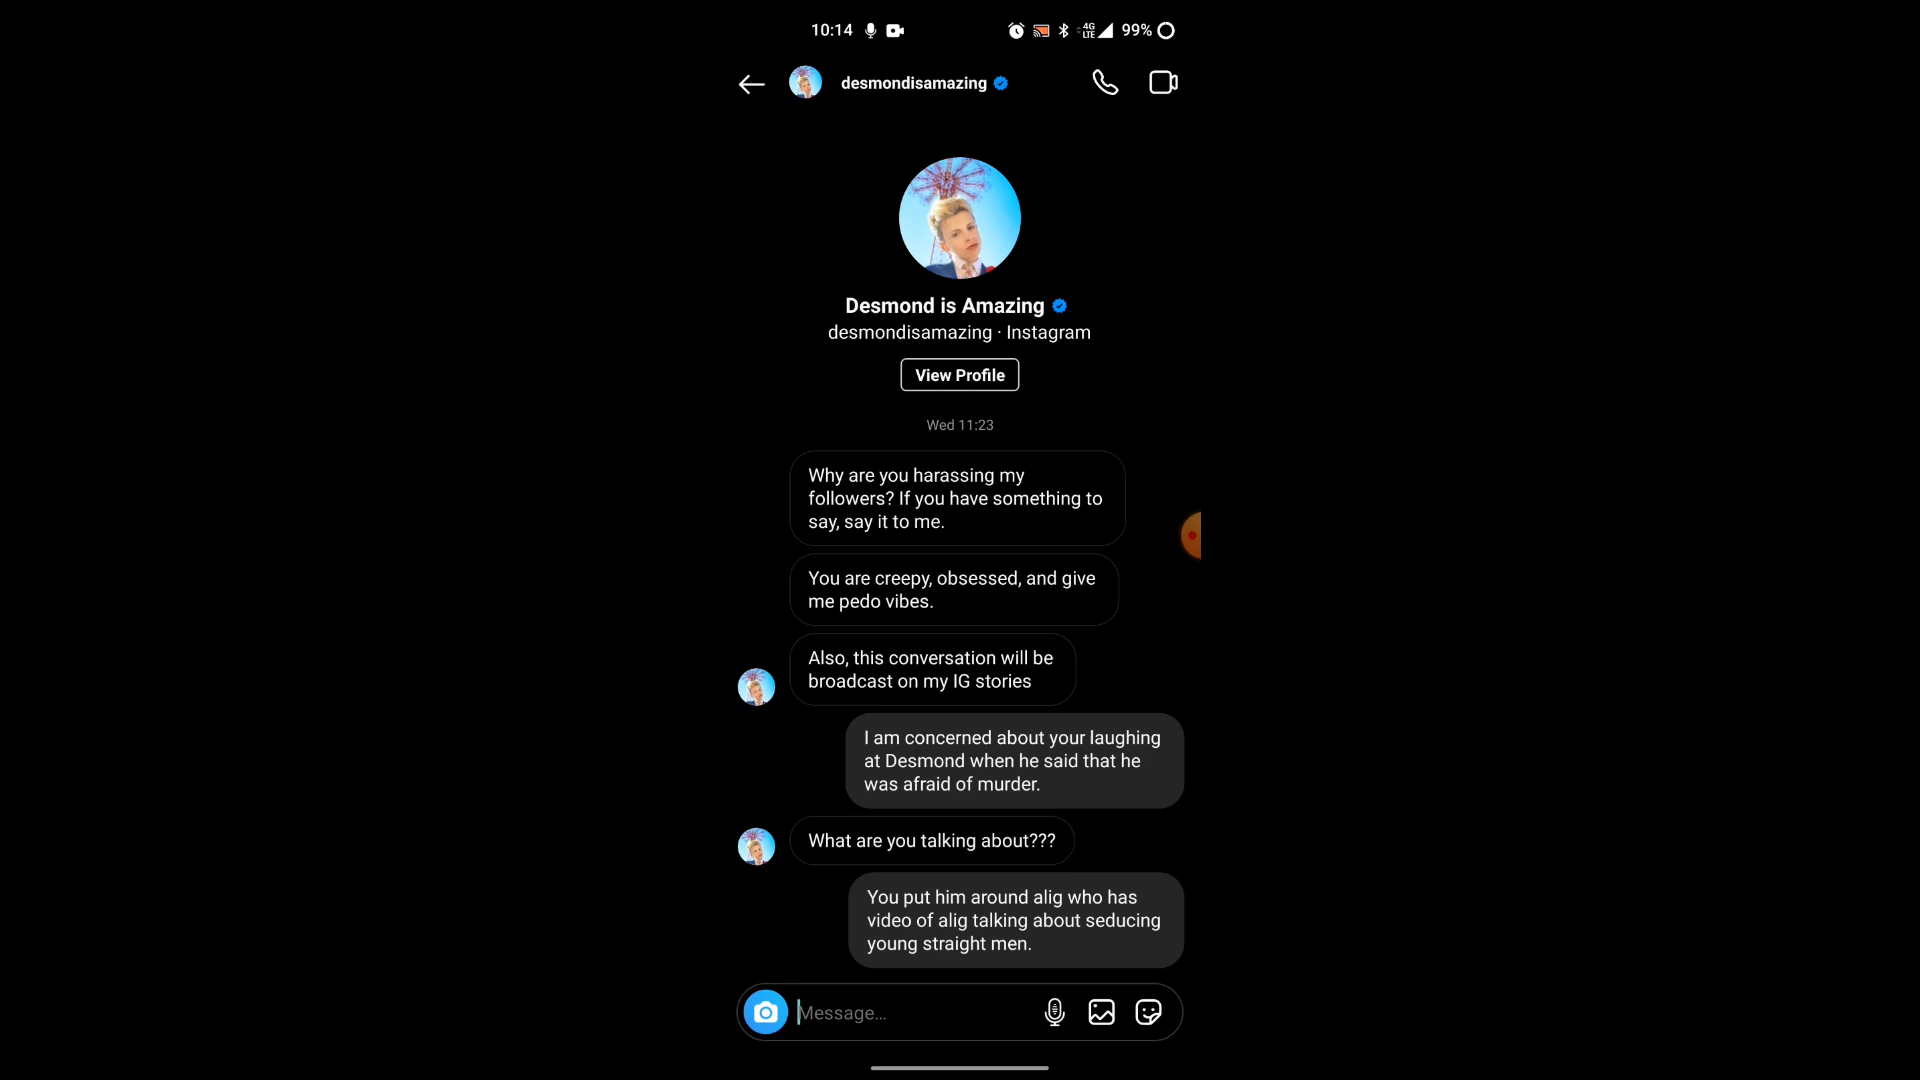 10:14
4G
LTE
99%
desmondisamazing
Desmond is Amazing
desmondisamazing · Instagram
View Profile
Wed 11:23
Why are you harassing my
followers? If you have something to
say, say it to me.
You are creepy, obsessed, and give
me pedo vibes.
Also, this conversation will be
broadcast on my IG stories
I am concerned about your laughing
at Desmond when he said that he
was afraid of murder.
What are you talking about???
You put him around alig who has
video of alig talking about seducing
young straight men.
Message...